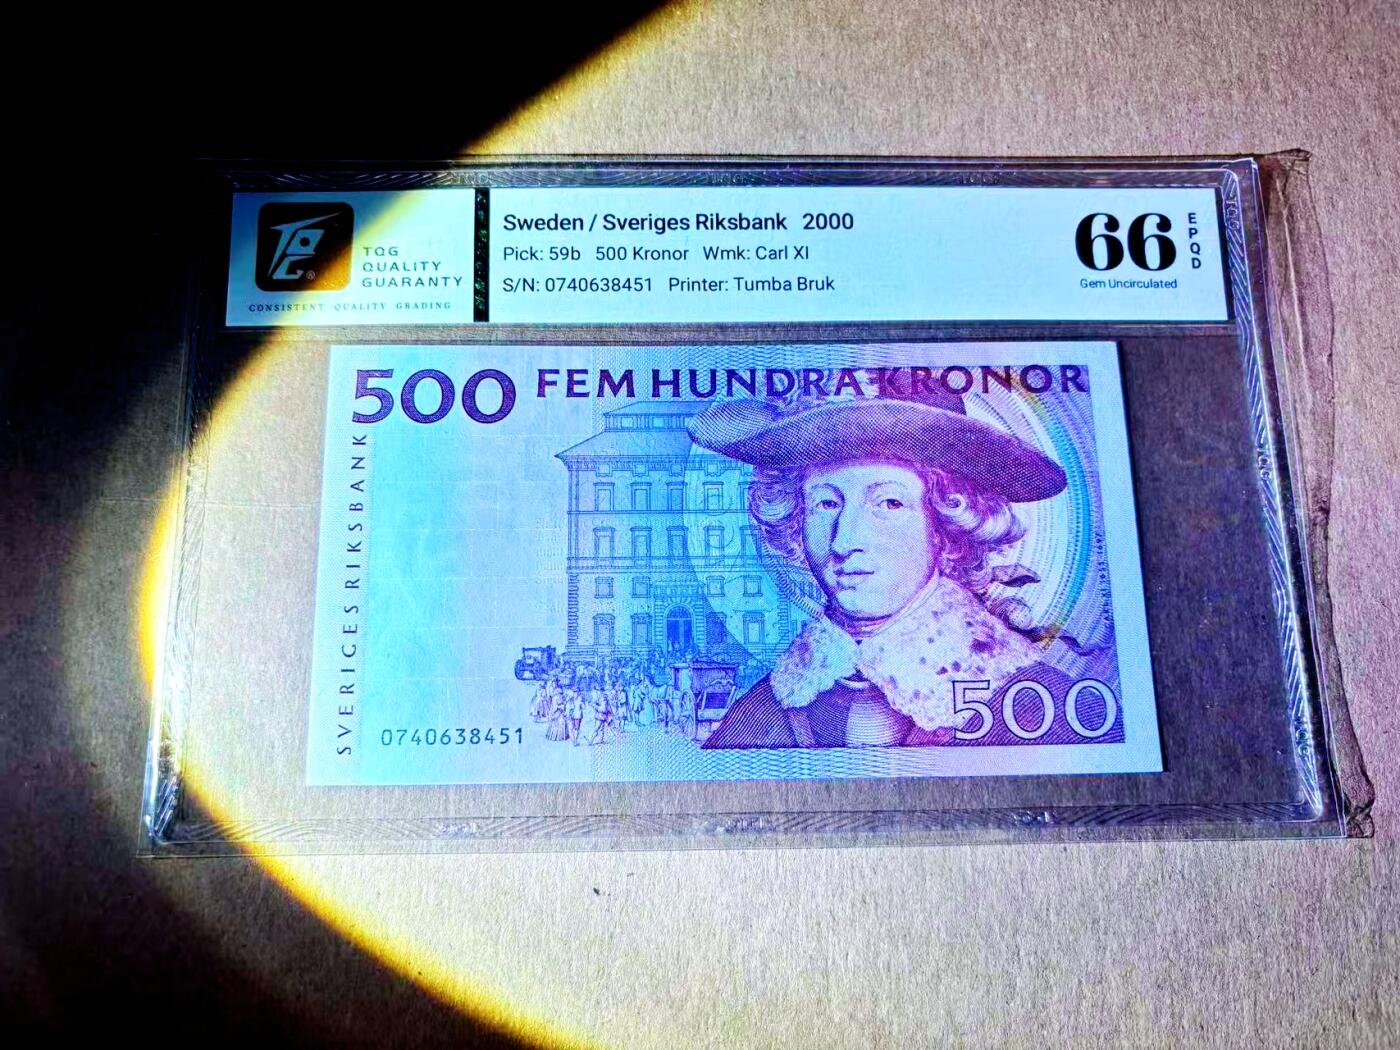 TQG
QUALITY
GUARANTY
CONSISTENT QUALITY GRADING
Sweden / Sveriges Riksbank 2000
Pick: 59b 500 Kronor Wmk: Carl XI
S/N: 0740638451 Printer: Tumba Bruk
66
EPQD
Gem Uncirculated
500 FEM HUNDRA KRONOR
SVERIGES RIKSBANK
0740638451
500